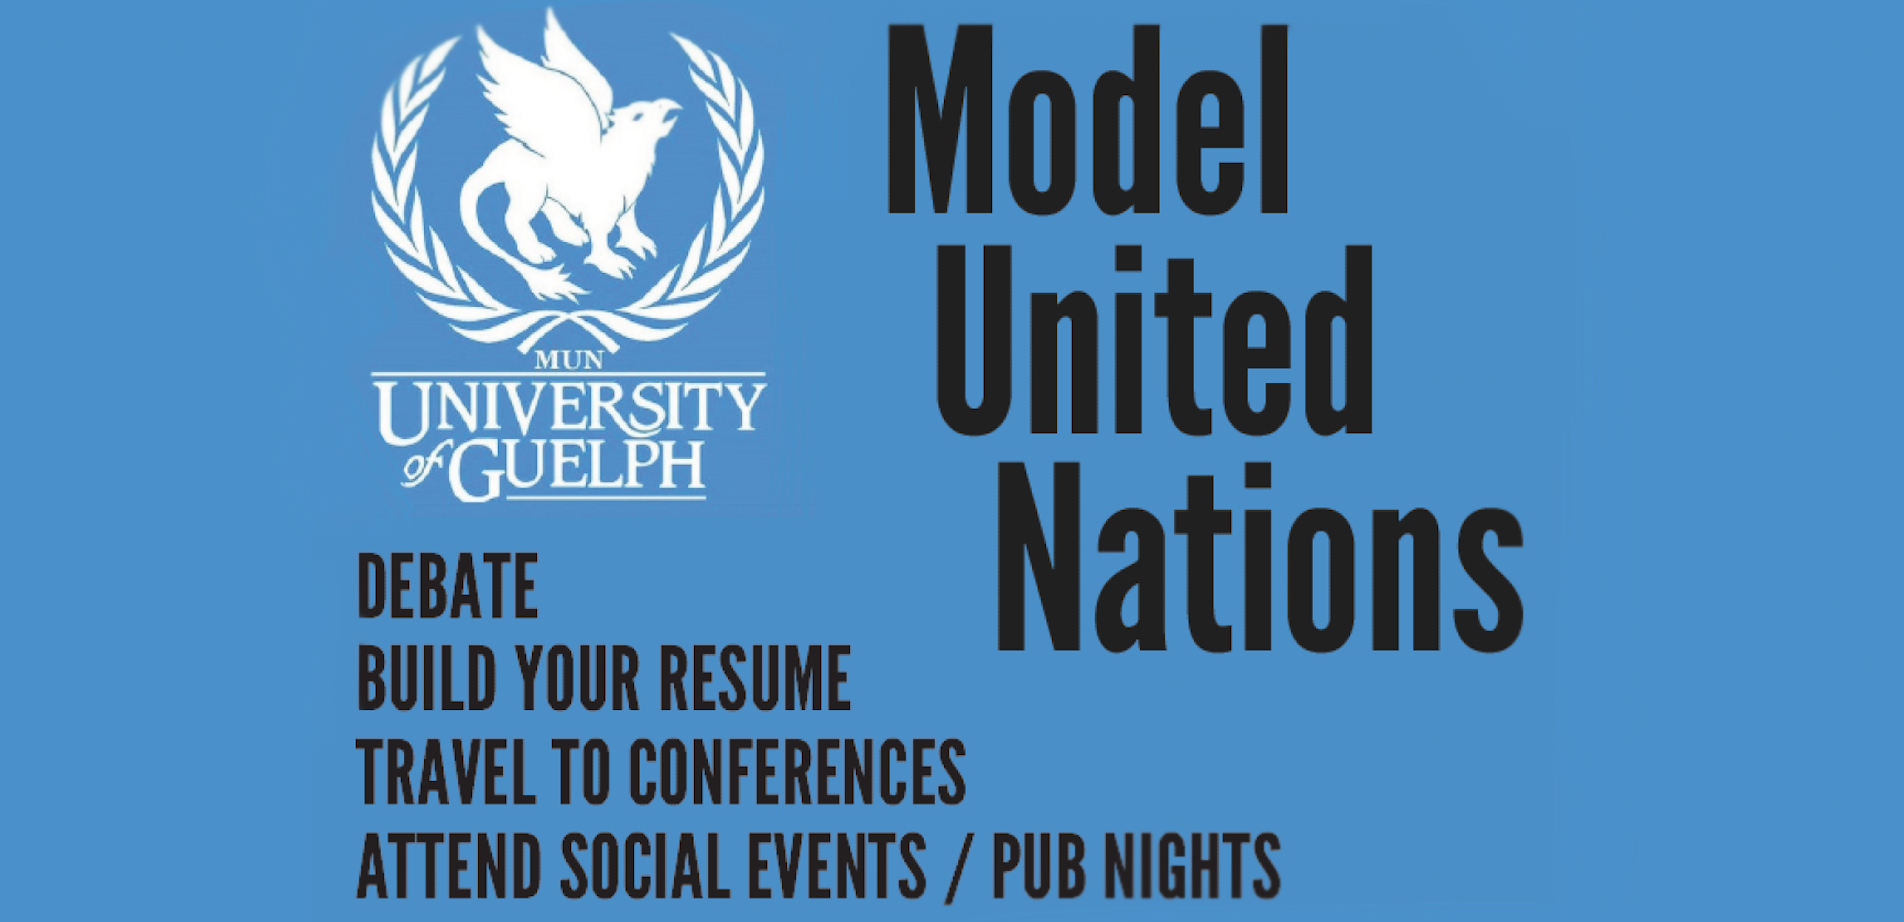 MUN
UNIVERSITY
of GUELPH
Model
United
Nations
DEBATE
BUILD YOUR RESUME
TRAVEL TO CONFERENCES
ATTEND SOCIAL EVENTS / PUB NIGHTS